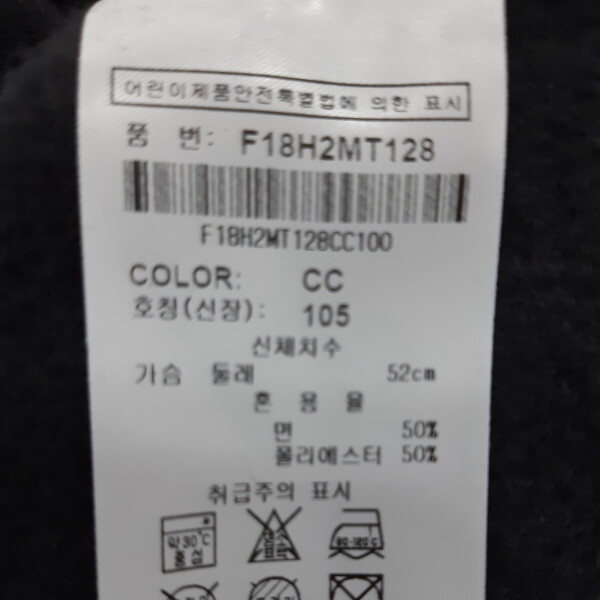 어린이제품안전특별법에 의한 표시
품 번: F18H2MT128
F18H2MT128CC100
COLOR: CC
호칭(신장): 105
신체치수
가슴 둘레 52cm
혼 용 율
면 50%
폴리에스터 50%
취급주의 표시
약30℃
중성
80-120℃